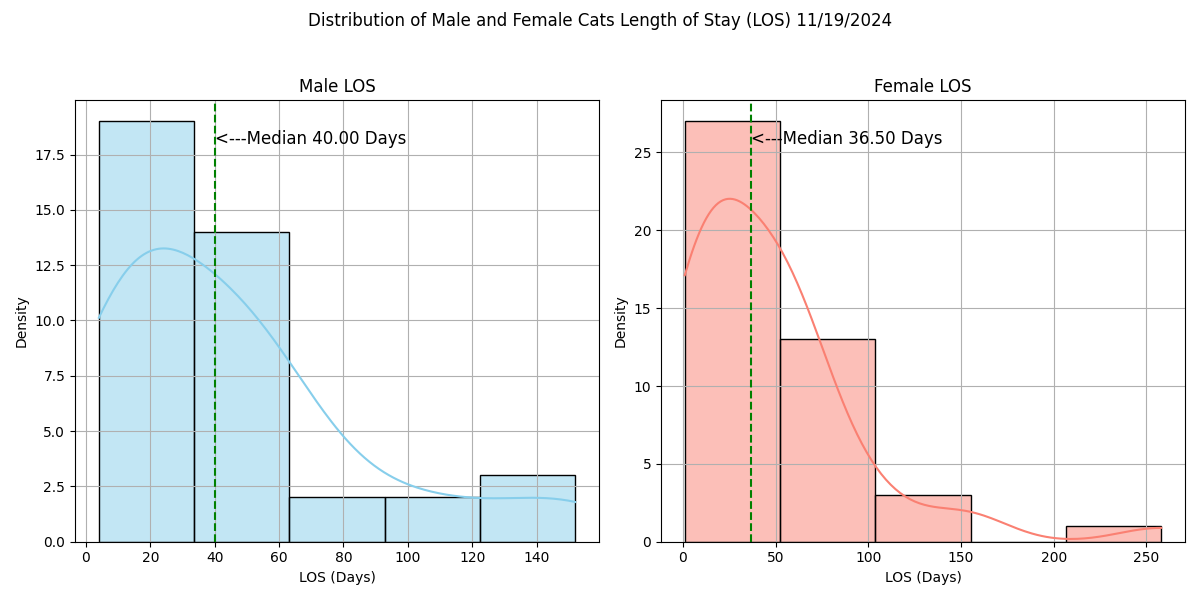 Distribution of Male and Female Cats Length of Stay (LOS) 11/19/2024
Male LOS
<---Median 40.00 Days
Density
17.5
15.0
12.5
10.0
7.5
5.0
2.5
0.0
0 20 40 60 80 100 120 140
LOS (Days)
Female LOS
<---Median 36.50 Days
Density
25
20
15
10
5
0
0 50 100 150 200 250
LOS (Days)